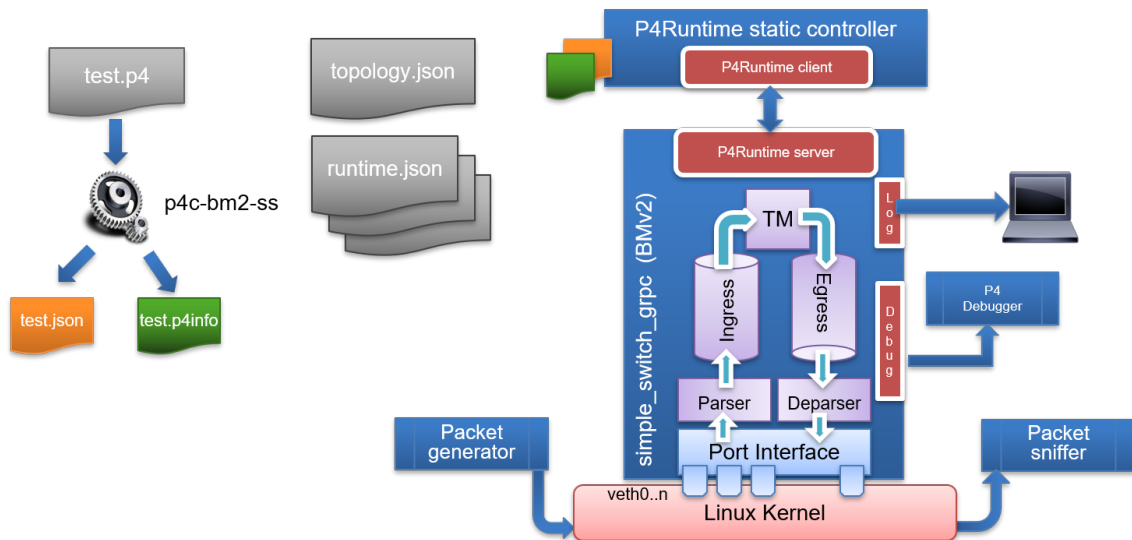 test.p4
p4c-bm2-ss
test.json
test.p4info
topology.json
runtime.json
P4Runtime static controller
P4Runtime client
P4Runtime server
simple_switch_grpc (BMv2)
TM
Ingress
Egress
Parser
Deparser
Port Interface
Log
Debug
P4
Debugger
Packet
generator
Packet
sniffer
veth0..n
Linux Kernel